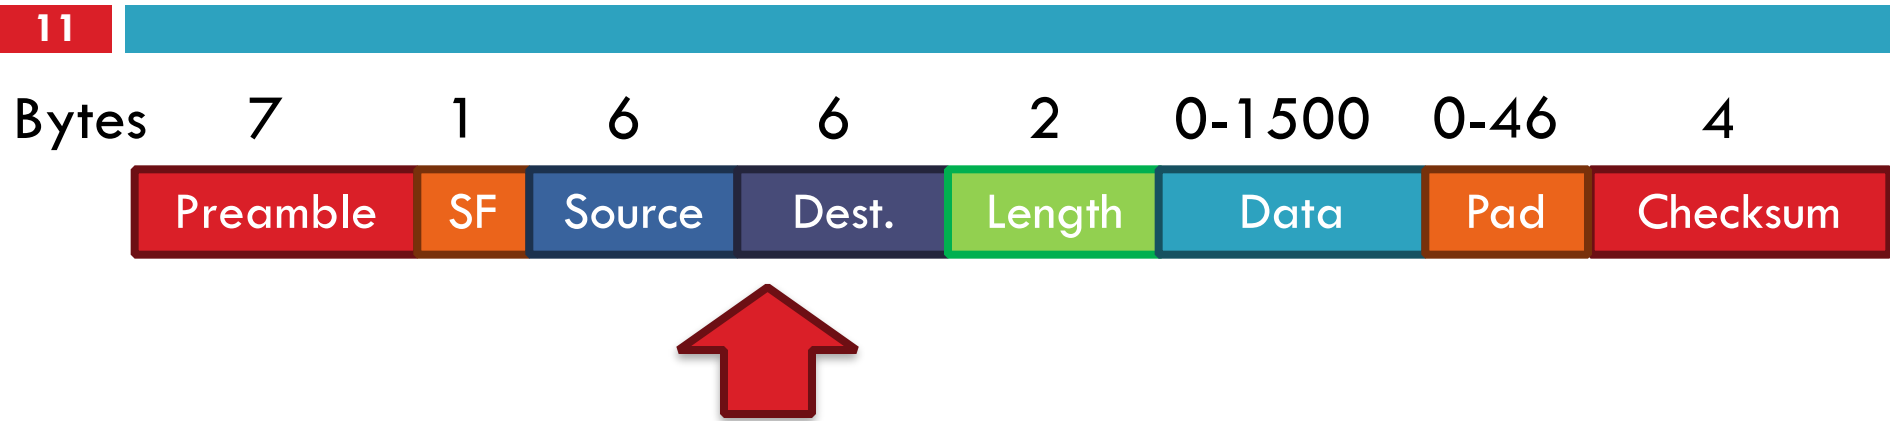 11
Bytes 7 1 6 6 2 0-1500 0-46 4
Preamble SF Source Dest. Length Data Pad Checksum